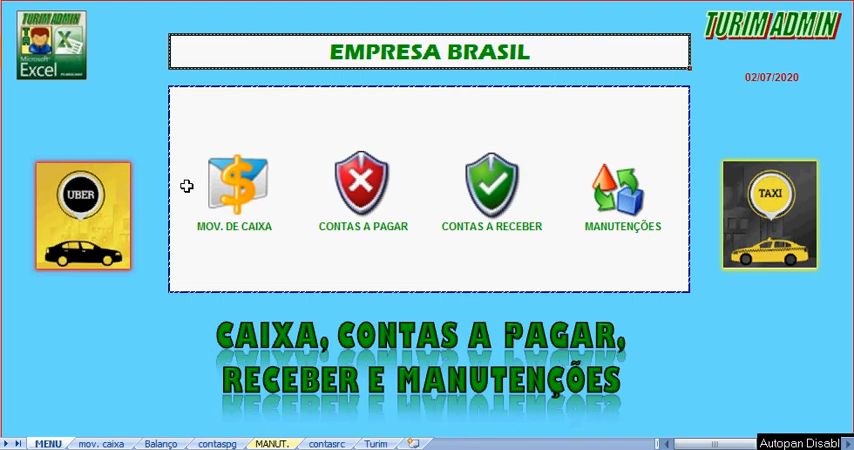 TURIM ADMIN
Microsoft
Excel
EMPRESA BRASIL
TURIM ADMIN
02/07/2020
UBER
TAXI
MOV. DE CAIXA
CONTAS A PAGAR
CONTAS A RECEBER
MANUTENÇÕES
CAIXA, CONTAS A PAGAR,
RECEBER E MANUTENÇÕES
MENU mov. caixa Balanço contaspg MANUT. contasrc Turim
Autopan Disabl